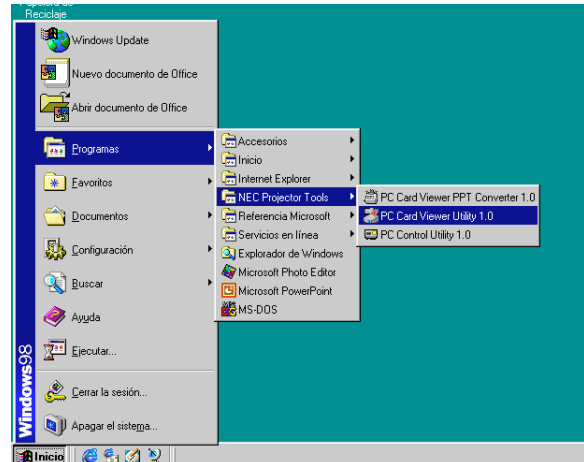 Papelera de
Reciclaje
Windows Update
Nuevo documento de Office
Abrir documento de Office
Programas
Favoritos
Documentos
Configuración
Buscar
Ayuda
Ejecutar...
Cerrar la sesión...
Apagar el sistema...
Windows98
Accesorios
Inicio
Internet Explorer
NEC Projector Tools
Referencia Microsoft
Servicios en línea
Explorador de Windows
Microsoft Photo Editor
Microsoft PowerPoint
MS-DOS
PC Card Viewer PPT Converter 1.0
PC Card Viewer Utility 1.0
PC Control Utility 1.0
Inicio